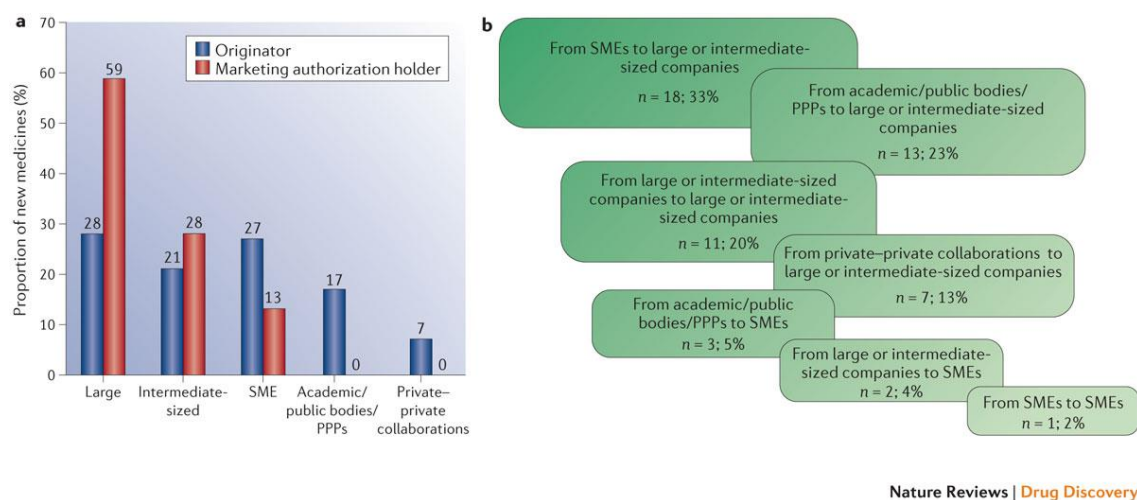 a
70
60
50
40
30
20
10
0
Proportion of new medicines (%)
Originator
Marketing authorization holder
28
59
21
28
27
13
17
0
7
0
Large
Intermediate-
sized
SME
Academic/
public bodies/
PPPs
Private–
private
collaborations
b
From SMEs to large or intermediate-
sized companies
n = 18; 33%
From academic/public bodies/
PPPs to large or intermediate-sized
companies
n = 13; 23%
From large or intermediate-sized
companies to large or intermediate-
sized companies
n = 11; 20%
From private–private collaborations to
large or intermediate-sized companies
n = 7; 13%
From academic/public
bodies/PPPs to SMEs
n = 3; 5%
From large or intermediate-
sized companies to SMEs
n = 2; 4%
From SMEs to SMEs
n = 1; 2%
Nature Reviews | Drug Discovery